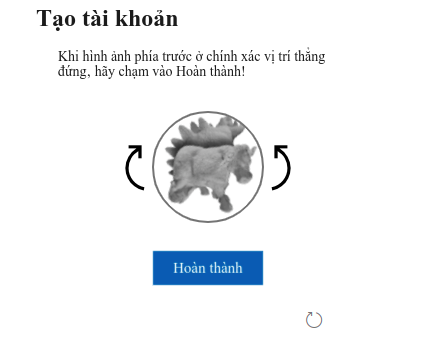 Tạo tài khoản
Khi hình ảnh phía trước ở chính xác vị trí thẳng
đứng, hãy chạm vào Hoàn thành!
Hoàn thành